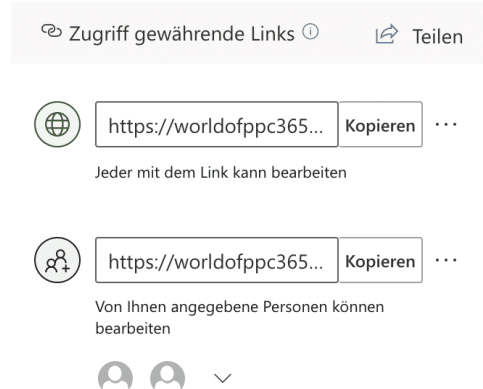 Zugriff gewährende Links
Teilen
https://worldofppc365...
Kopieren
Jeder mit dem Link kann bearbeiten
https://worldofppc365...
Kopieren
Von Ihnen angegebene Personen können
bearbeiten